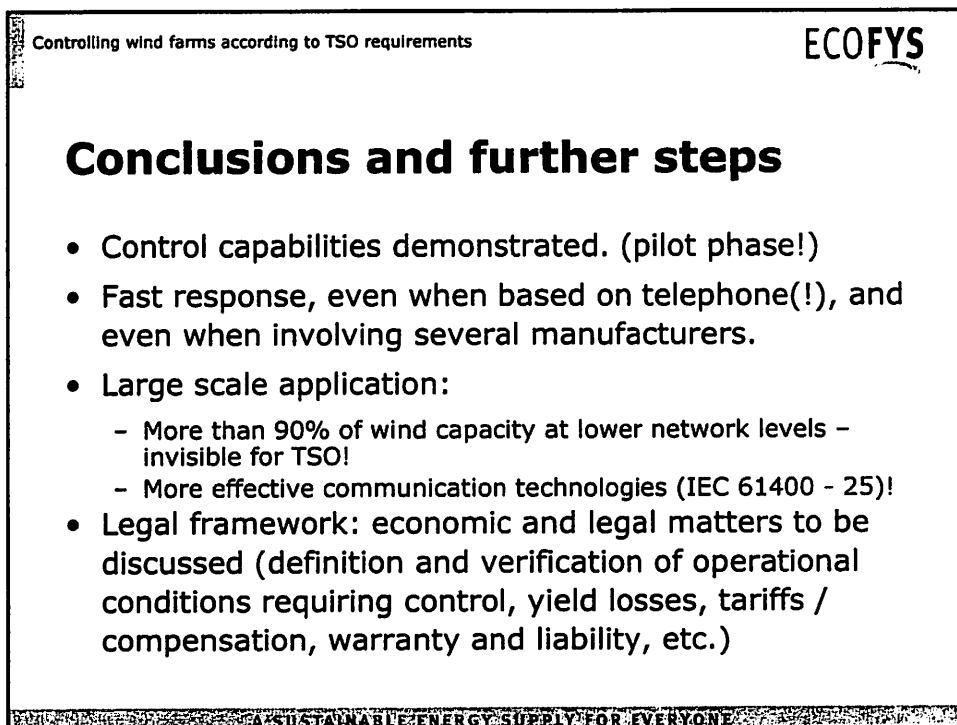 Controlling wind farms according to TSO requirements
ECOFYS
Conclusions and further steps
• Control capabilities demonstrated. (pilot phase!)
• Fast response, even when based on telephone(!), and
even when involving several manufacturers.
• Large scale application:
– More than 90% of wind capacity at lower network levels –
invisible for TSO!
– More effective communication technologies (IEC 61400 - 25)!
• Legal framework: economic and legal matters to be
discussed (definition and verification of operational
conditions requiring control, yield losses, tariffs /
compensation, warranty and liability, etc.)
A SUSTAINABLE ENERGY SUPPLY FOR EVERYONE